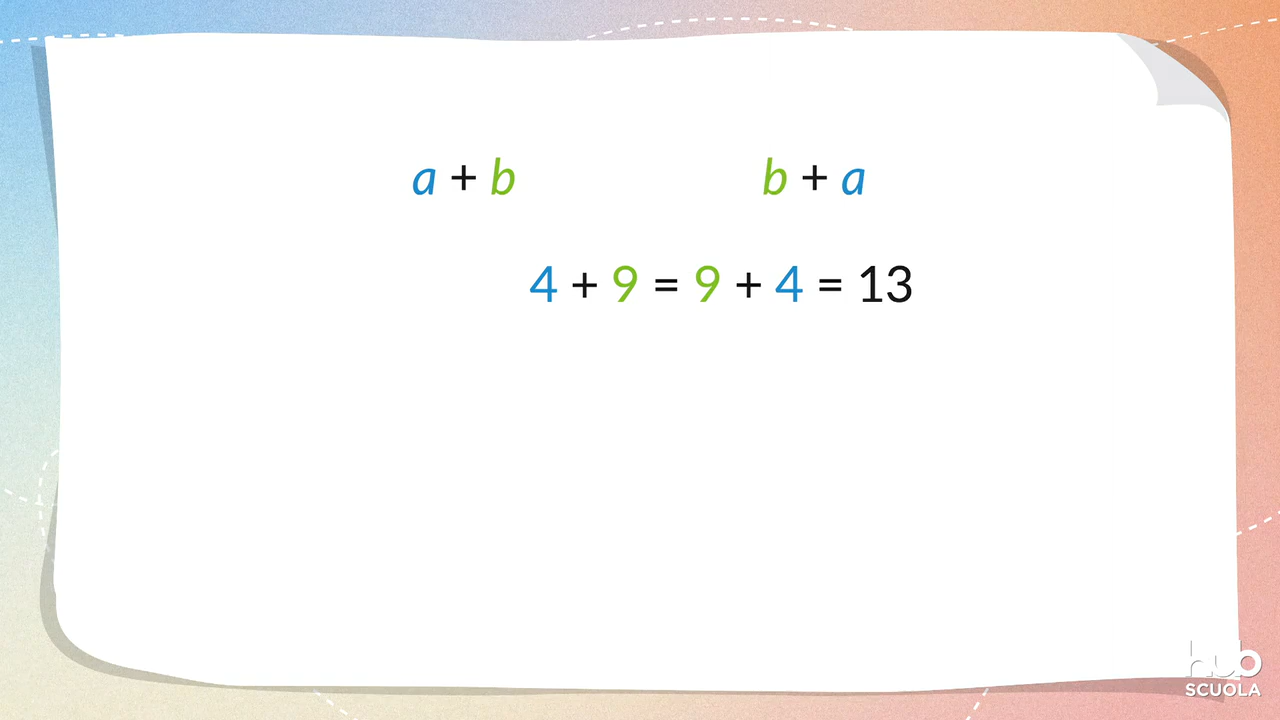 a + b b + a
4 + 9 = 9 + 4 = 13
hub
SCUOLA